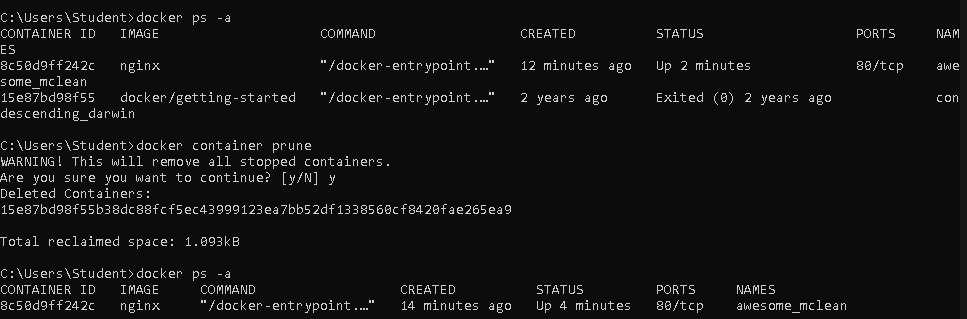 C:\Users\Student>docker ps -a
CONTAINER ID   IMAGE                    COMMAND                  CREATED          STATUS                   PORTS     NAM
ES
8c50d9ff242c   nginx                    "/docker-entrypoint.…"   12 minutes ago   Up 2 minutes             80/tcp    awe
some_mclean
15e87bd98f55   docker/getting-started   "/docker-entrypoint.…"   2 years ago      Exited (0) 2 years ago             con
descending_darwin
C:\Users\Student>docker container prune
WARNING! This will remove all stopped containers.
Are you sure you want to continue? [y/N] y
Deleted Containers:
15e87bd98f55b38dc88fcf5ec43999123ea7bb52df1338560cf8420fae265ea9
Total reclaimed space: 1.093kB
C:\Users\Student>docker ps -a
CONTAINER ID   IMAGE     COMMAND                  CREATED          STATUS         PORTS     NAMES
8c50d9ff242c   nginx     "/docker-entrypoint.…"   14 minutes ago   Up 4 minutes   80/tcp    awesome_mclean